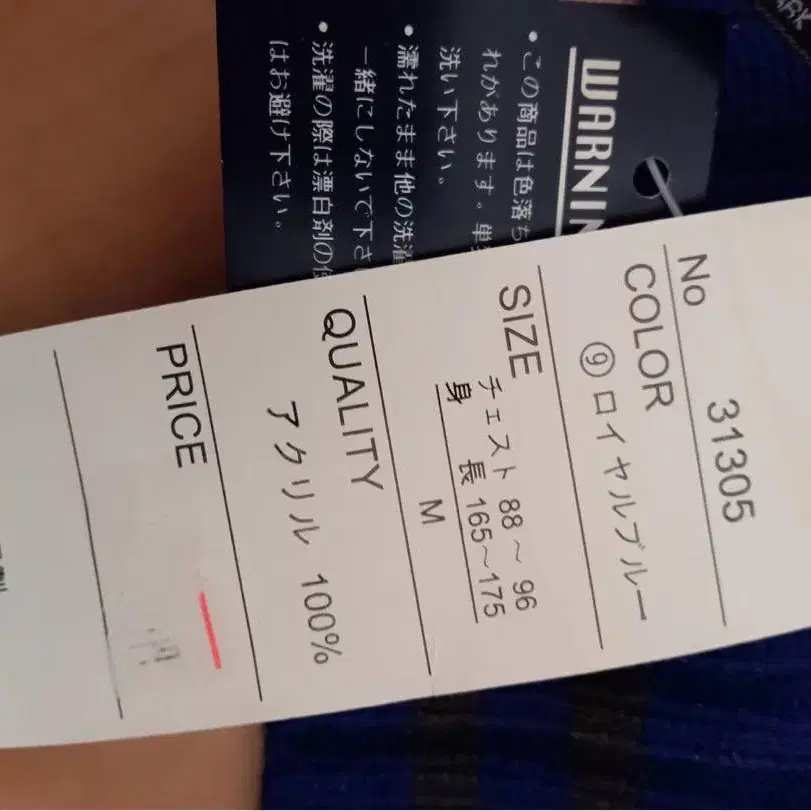 WARNIN
・この商品は色落ち
れがあります。単
洗い下さい。
・濡れたまま他の洗濯
一緒にしないで下さ
・洗濯の際は漂白剤の使
はお避け下さい。
No 31305
COLOR
⑨ロイヤルブルー
SIZE
チェスト 88～96
身長 165～175
M
QUALITY
アクリル 100%
PRICE
円